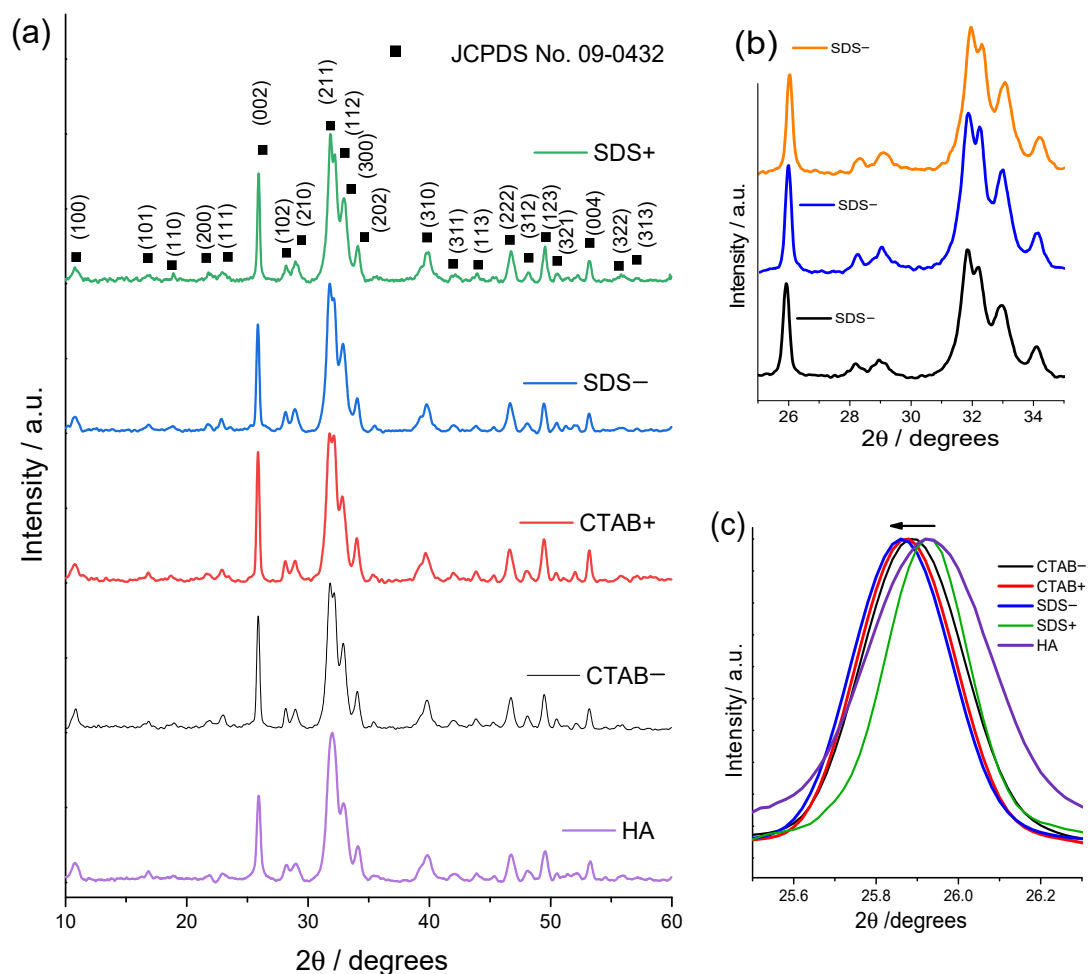 (a)
JCPDS No. 09-0432
(100)
(101)
(110)
(200)
(111)
(002)
(102)
(210)
(211)
(112)
(300)
(202)
(310)
(311)
(113)
(222)
(312)
(123)
(321)
(004)
(322)
(313)
SDS+
SDS−
CTAB+
CTAB−
HA
Intensity / a.u.
10 20 30 40 50 60
2θ / degrees
(b)
SDS−
SDS−
SDS−
Intensity / a.u.
26 28 30 32 34
2θ / degrees
(c)
CTAB−
CTAB+
SDS−
SDS+
HA
Intensity/ a.u.
25.6 25.8 26.0 26.2
2θ /degrees